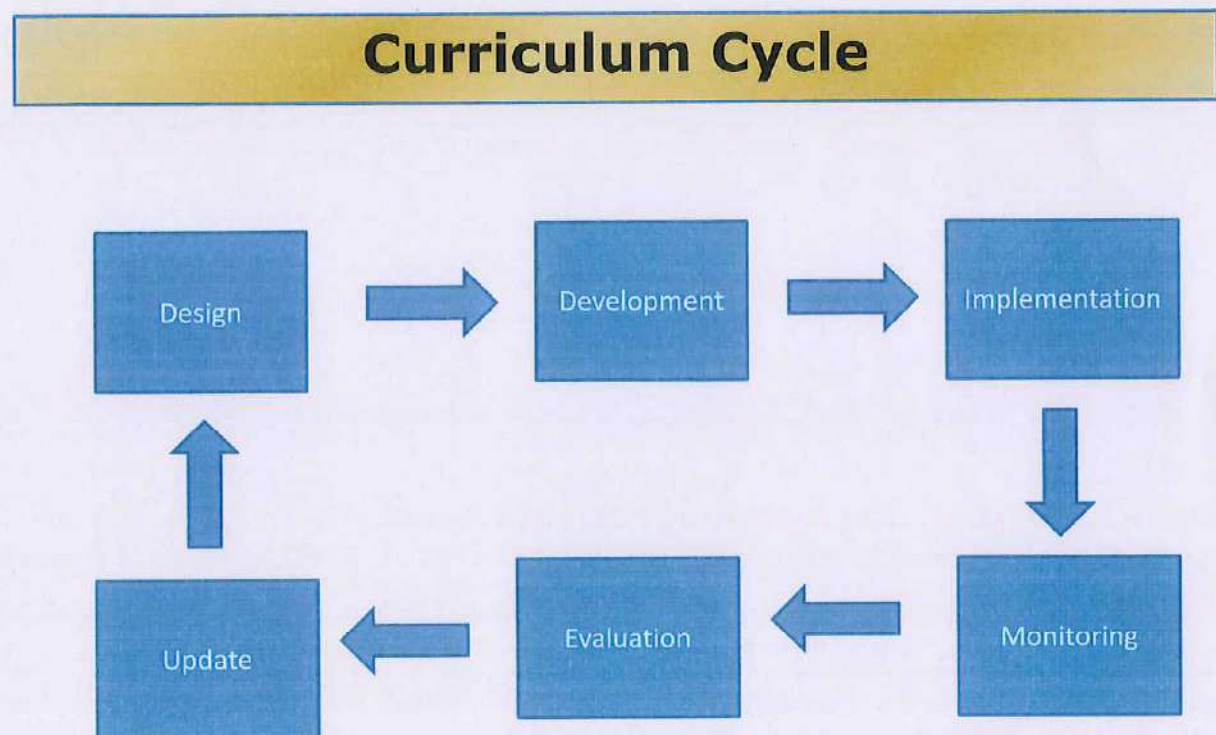 Curriculum Cycle
Design
Development
Implementation
Update
Evaluation
Monitoring